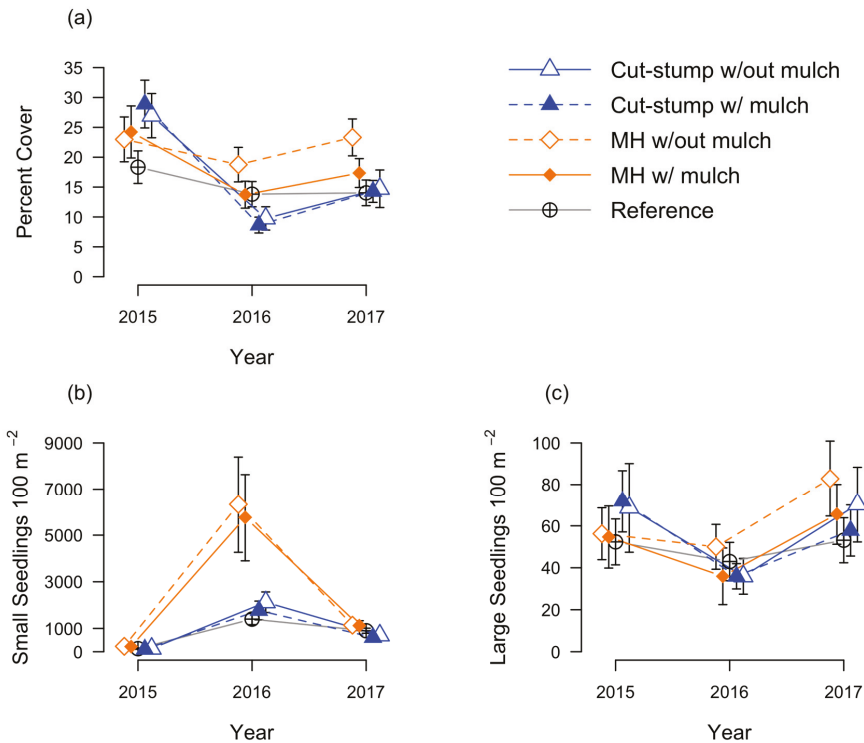 (a)
35
30
25
20
15
10
5
0
Percent Cover
2015 2016 2017
Year
Cut-stump w/out mulch
Cut-stump w/ mulch
MH w/out mulch
MH w/ mulch
Reference
(b)
9000
7000
5000
3000
1000
0
Small Seedlings 100 m⁻²
2015 2016 2017
Year
(c)
100
80
60
40
20
0
Large Seedlings 100 m⁻²
2015 2016 2017
Year